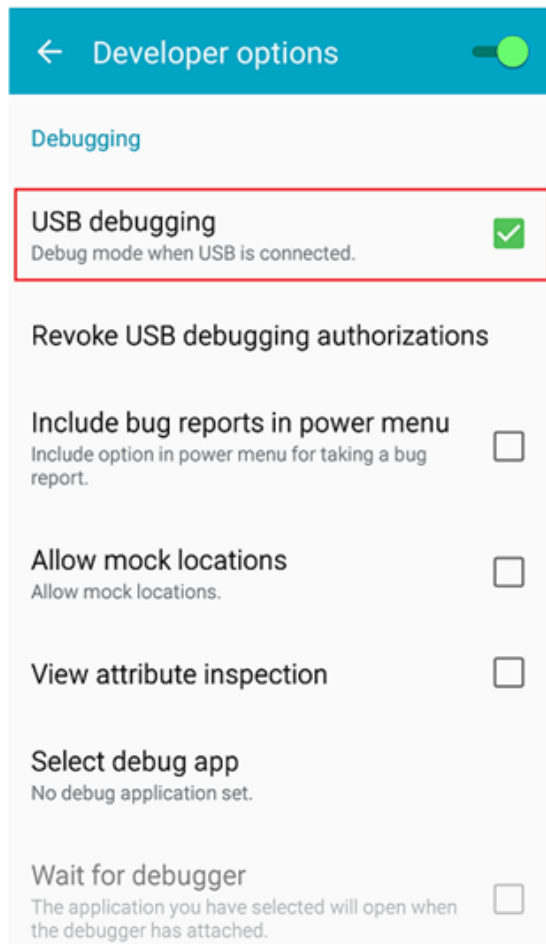 Developer options
Debugging
USB debugging
Debug mode when USB is connected.
Revoke USB debugging authorizations
Include bug reports in power menu
Include option in power menu for taking a bug
report.
Allow mock locations
Allow mock locations.
View attribute inspection
Select debug app
No debug application set.
Wait for debugger
The application you have selected will open when
the debugger has attached.